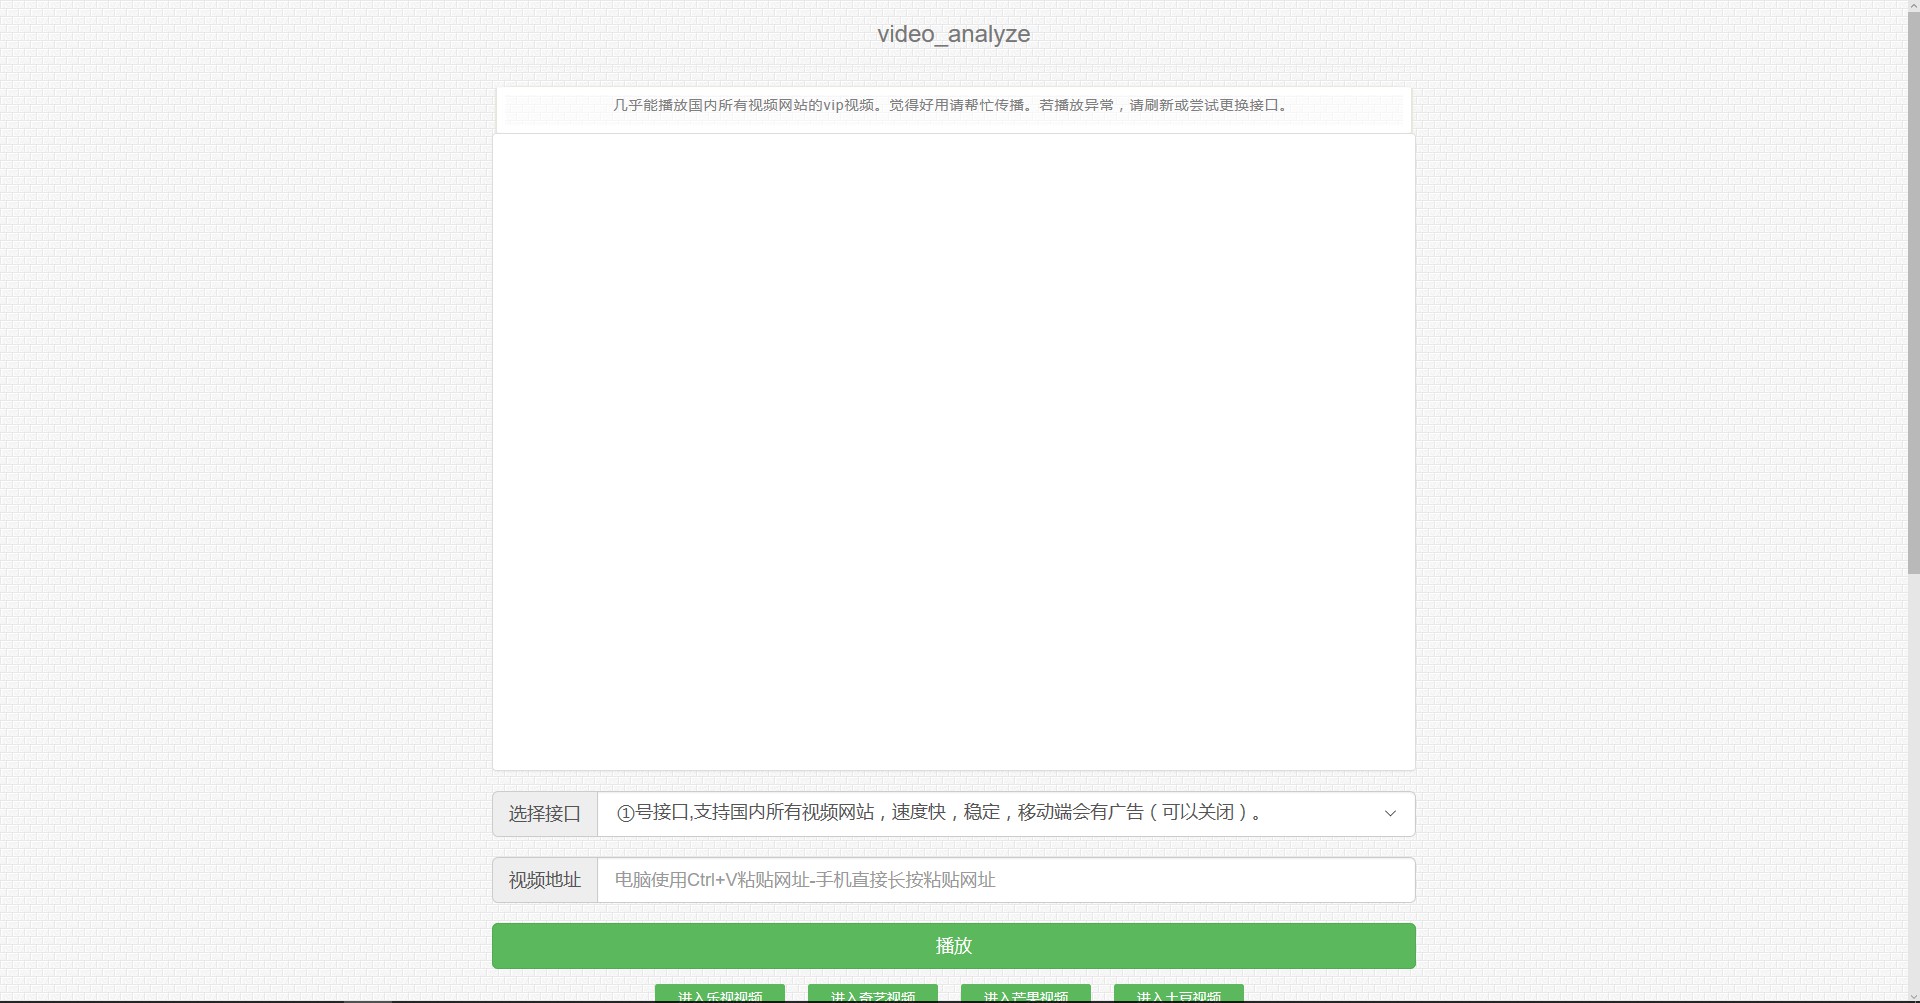 video_analyze
几乎能播放国内所有视频网站的vip视频。觉得好用请帮忙传播。若播放异常，请刷新或尝试更换接口。
选择接口 ①号接口,支持国内所有视频网站，速度快，稳定，移动端会有广告（可以关闭）。
视频地址 电脑使用Ctrl+V粘贴网址-手机直接长按粘贴网址
播放
进入乐视视频 进入奇艺视频 进入芒果视频 进入土豆视频